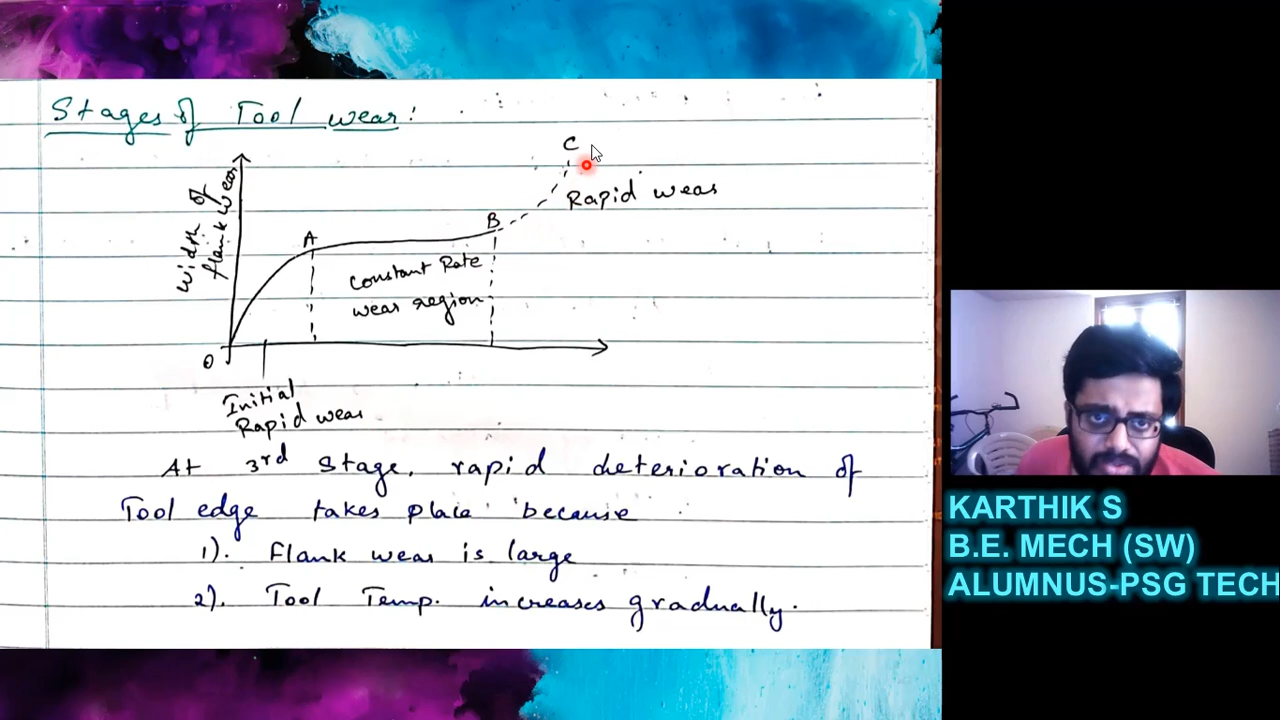 Stages of Tool wear:
C
Rapid wear
Width of
flank wear
A
B
Constant Rate
wear region
O
Initial
Rapid wear
At 3rd Stage, rapid deterioration of
Tool edge takes place because
1). Flank wear is large
2). Tool Temp. increases gradually.
KARTHIK S
B.E. MECH (SW)
ALUMNUS-PSG TECH